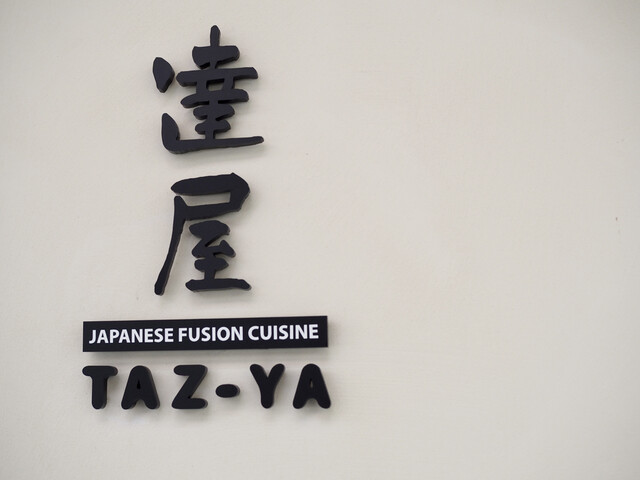 達
屋
JAPANESE FUSION CUISINE
TAZ-YA